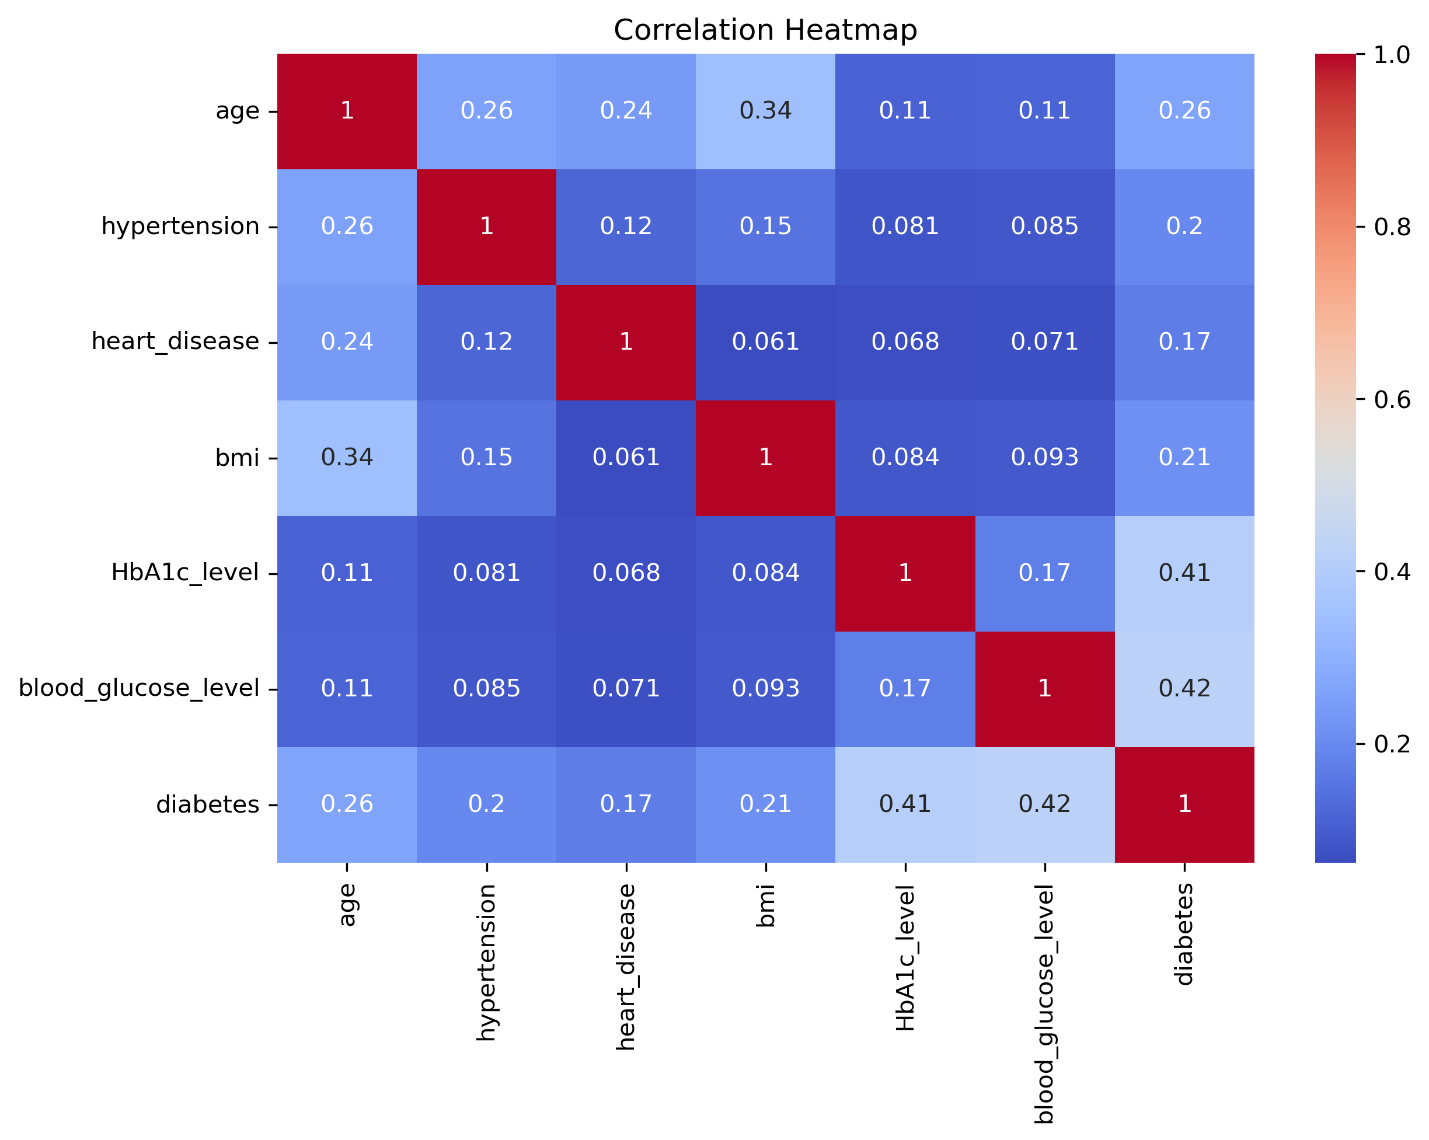 Correlation Heatmap
age 1 0.26 0.24 0.34 0.11 0.11 0.26
hypertension 0.26 1 0.12 0.15 0.081 0.085 0.2
heart_disease 0.24 0.12 1 0.061 0.068 0.071 0.17
bmi 0.34 0.15 0.061 1 0.084 0.093 0.21
HbA1c_level 0.11 0.081 0.068 0.084 1 0.17 0.41
blood_glucose_level 0.11 0.085 0.071 0.093 0.17 1 0.42
diabetes 0.26 0.2 0.17 0.21 0.41 0.42 1
age
hypertension
heart_disease
bmi
HbA1c_level
blood_glucose_level
diabetes
1.0
0.8
0.6
0.4
0.2